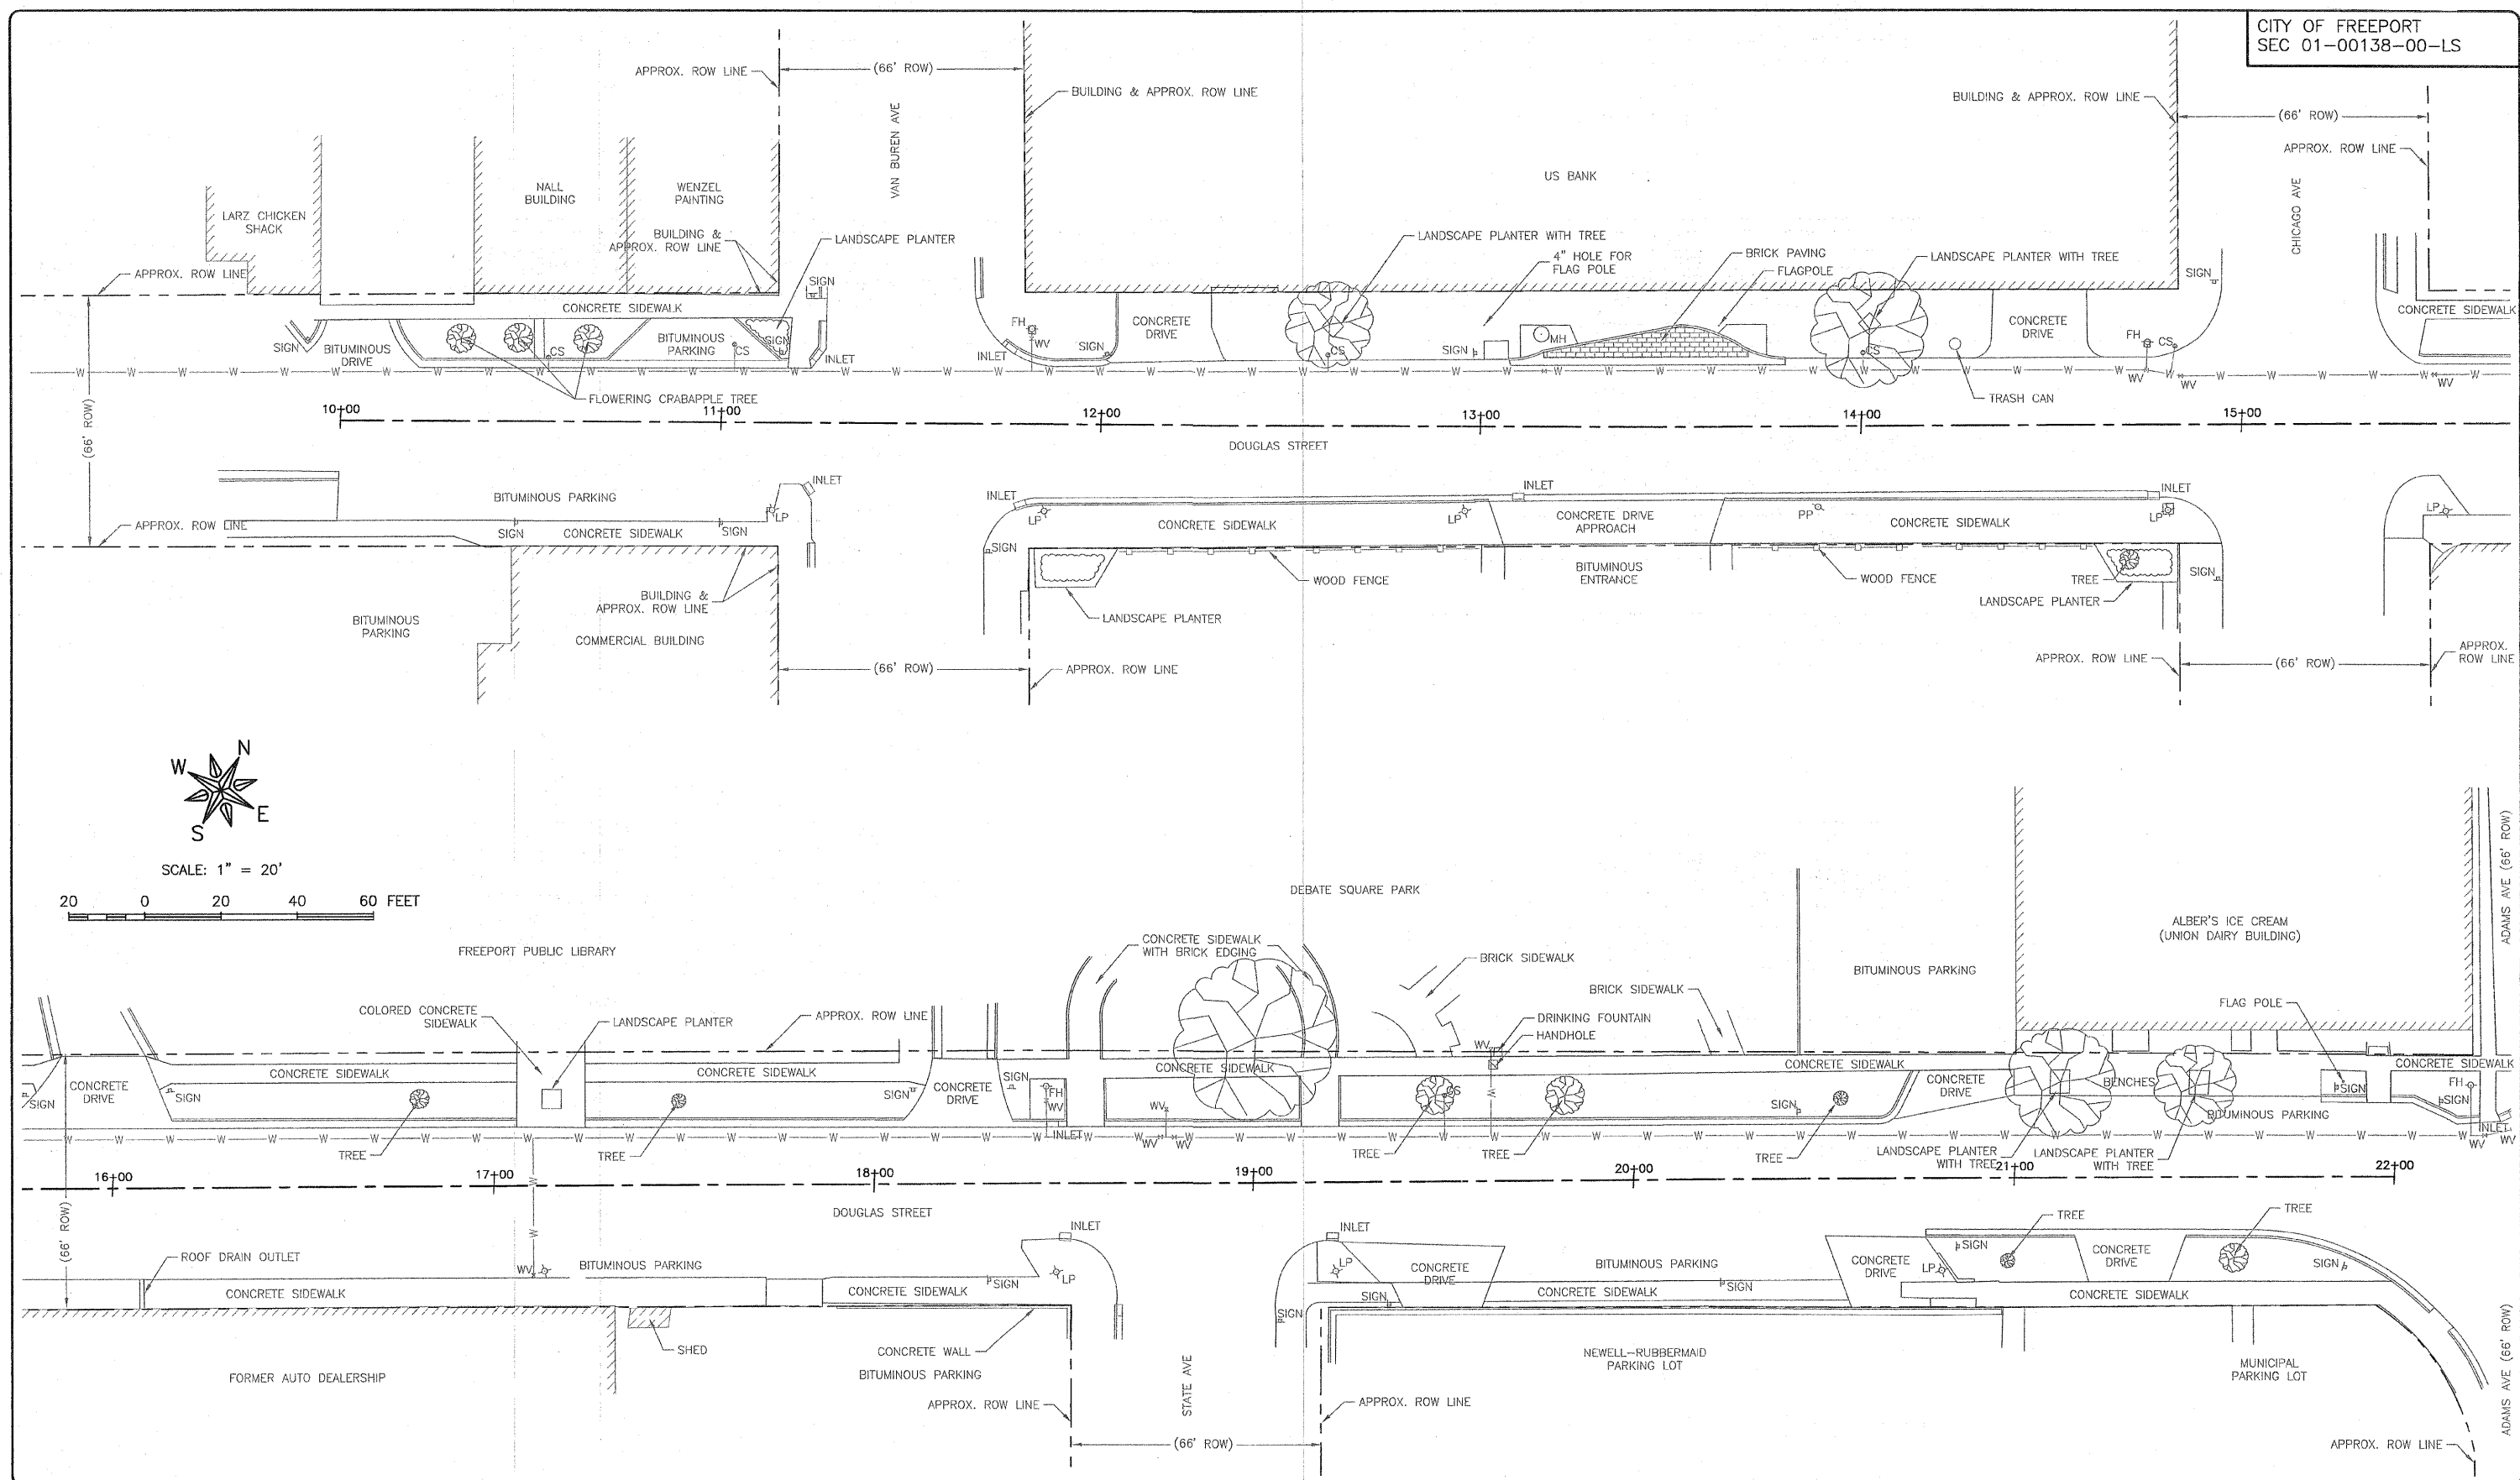 CITY OF FREEPORT
SEC 01-00138-00-LS
APPROX. ROW LINE
(66' ROW)
VAN BUREN AVE
BUILDING & APPROX. ROW LINE
US BANK
BUILDING & APPROX. ROW LINE
(66' ROW)
APPROX. ROW LINE
CHICAGO AVE
LARZ CHICKEN
SHACK
NALL
BUILDING
WENZEL
PAINTING
BUILDING &
APPROX. ROW LINE
LANDSCAPE PLANTER
LANDSCAPE PLANTER WITH TREE
4" HOLE FOR
FLAG POLE
BRICK PAVING
FLAGPOLE
LANDSCAPE PLANTER WITH TREE
SIGN
APPROX. ROW LINE
SIGN
CONCRETE SIDEWALK
CONCRETE SIDEWALK
SIGN
BITUMINOUS
DRIVE
CS
BITUMINOUS
PARKING
CS
SIGN
INLET
FH
WV
INLET
SIGN
CONCRETE
DRIVE
CS
SIGN
MH
CS
CONCRETE
DRIVE
FH
CS
WV
WV
W W W W W W W W W W W W W W W W W W W W W W W W W W W W W W W W W W W W W W W W W W W W W W W
FLOWERING CRABAPPLE TREE
TRASH CAN
(66' ROW)
10+00
11+00
12+00
13+00
14+00
15+00
DOUGLAS STREET
BITUMINOUS PARKING
INLET
LP
INLET
LP
CONCRETE SIDEWALK
LP
INLET
CONCRETE DRIVE
APPROACH
PP
CONCRETE SIDEWALK
INLET
LP
LP
APPROX. ROW LINE
SIGN
CONCRETE SIDEWALK
SIGN
SIGN
WOOD FENCE
BITUMINOUS
ENTRANCE
WOOD FENCE
TREE
SIGN
LANDSCAPE PLANTER
BITUMINOUS
PARKING
BUILDING &
APPROX. ROW LINE
COMMERCIAL BUILDING
LANDSCAPE PLANTER
(66' ROW)
APPROX. ROW LINE
APPROX. ROW LINE
(66' ROW)
APPROX.
ROW LINE
N
W
E
S
SCALE: 1" = 20'
20 0 20 40 60 FEET
DEBATE SQUARE PARK
ADAMS AVE (66' ROW)
FREEPORT PUBLIC LIBRARY
CONCRETE SIDEWALK
WITH BRICK EDGING
BRICK SIDEWALK
BRICK SIDEWALK
BITUMINOUS PARKING
ALBER'S ICE CREAM
(UNION DAIRY BUILDING)
FLAG POLE
COLORED CONCRETE
SIDEWALK
LANDSCAPE PLANTER
APPROX. ROW LINE
DRINKING FOUNTAIN
HANDHOLE
WV
CONCRETE SIDEWALK
CONCRETE SIDEWALK
CONCRETE SIDEWALK
CONCRETE SIDEWALK
CONCRETE SIDEWALK
SIGN
CONCRETE
DRIVE
SIGN
SIGN
CONCRETE
DRIVE
SIGN
FH
WV
INLET
WV
WV
WV
CS
W
SIGN
CONCRETE
DRIVE
BENCHES
BITUMINOUS PARKING
SIGN
FH
SIGN
INLET
WV
WV
W W W W W W W W W W W W W W W W W W W W W W W W W W W W W W W W W W W W W W W W W W W W W W
TREE
TREE
TREE
TREE
TREE
LANDSCAPE PLANTER
WITH TREE
LANDSCAPE PLANTER
WITH TREE
16+00
17+00
18+00
19+00
20+00
21+00
22+00
W
W
DOUGLAS STREET
(66' ROW)
ROOF DRAIN OUTLET
WV
BITUMINOUS PARKING
INLET
LP
SIGN
CONCRETE SIDEWALK
CONCRETE SIDEWALK
INLET
LP
SIGN
SIGN
CONCRETE
DRIVE
BITUMINOUS PARKING
CONCRETE SIDEWALK
SIGN
CONCRETE
DRIVE
SIGN
LP
TREE
CONCRETE
DRIVE
TREE
SIGN
CONCRETE SIDEWALK
SHED
CONCRETE WALL
BITUMINOUS PARKING
FORMER AUTO DEALERSHIP
STATE AVE
NEWELL-RUBBERMAID
PARKING LOT
MUNICIPAL
PARKING LOT
ADAMS AVE (66' ROW)
APPROX. ROW LINE
APPROX. ROW LINE
(66' ROW)
APPROX. ROW LINE